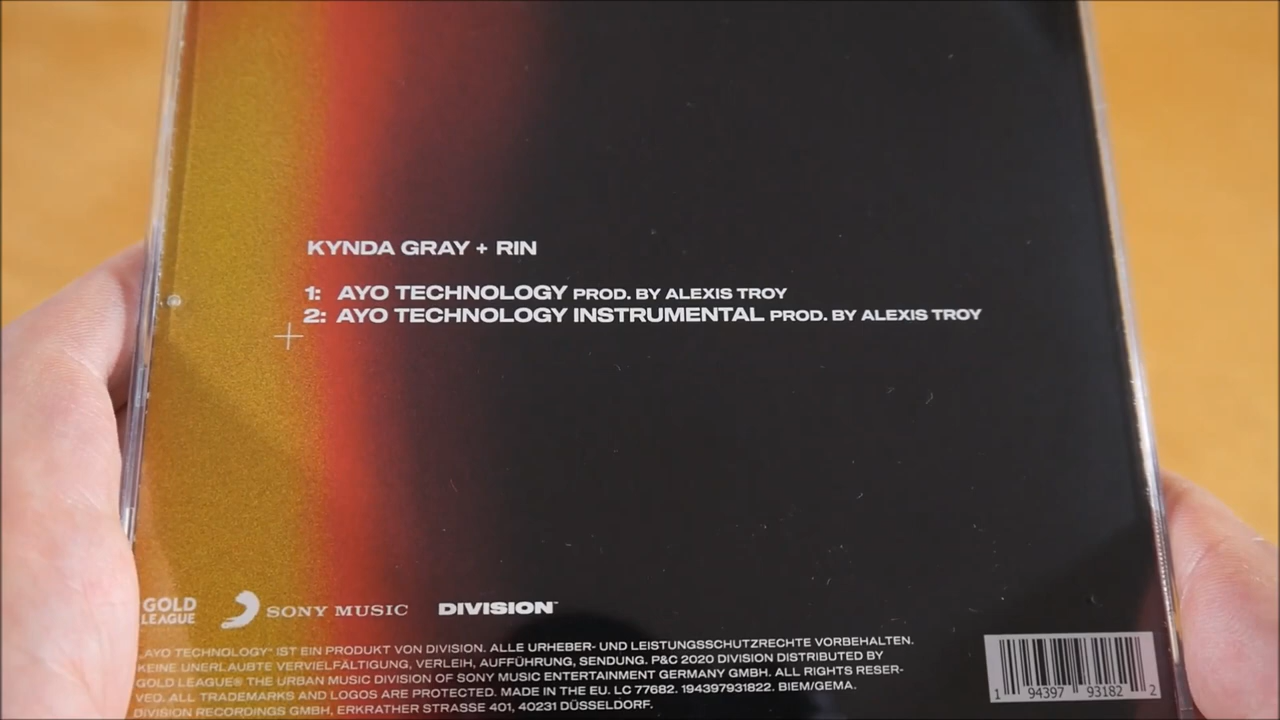 KYNDA GRAY + RIN
1: AYO TECHNOLOGY PROD. BY ALEXIS TROY
2: AYO TECHNOLOGY INSTRUMENTAL PROD. BY ALEXIS TROY
GOLD LEAGUE SONY MUSIC DIVISION™
„AYO TECHNOLOGY“ IST EIN PRODUKT VON DIVISION. ALLE URHEBER- UND LEISTUNGSSCHUTZRECHTE VORBEHALTEN.
KEINE UNERLAUBTE VERVIELFÄLTIGUNG, VERLEIH, AUFFÜHRUNG, SENDUNG. P&C 2020 DIVISION DISTRIBUTED BY
GOLD LEAGUE® THE URBAN MUSIC DIVISION OF SONY MUSIC ENTERTAINMENT GERMANY GMBH. ALL RIGHTS RESER-
VED. ALL TRADEMARKS AND LOGOS ARE PROTECTED. MADE IN THE EU. LC 77682. 194397931822. BIEM/GEMA.
DIVISION RECORDINGS GMBH, ERKRATHER STRASSE 401, 40231 DÜSSELDORF.
1 94397 93182 2